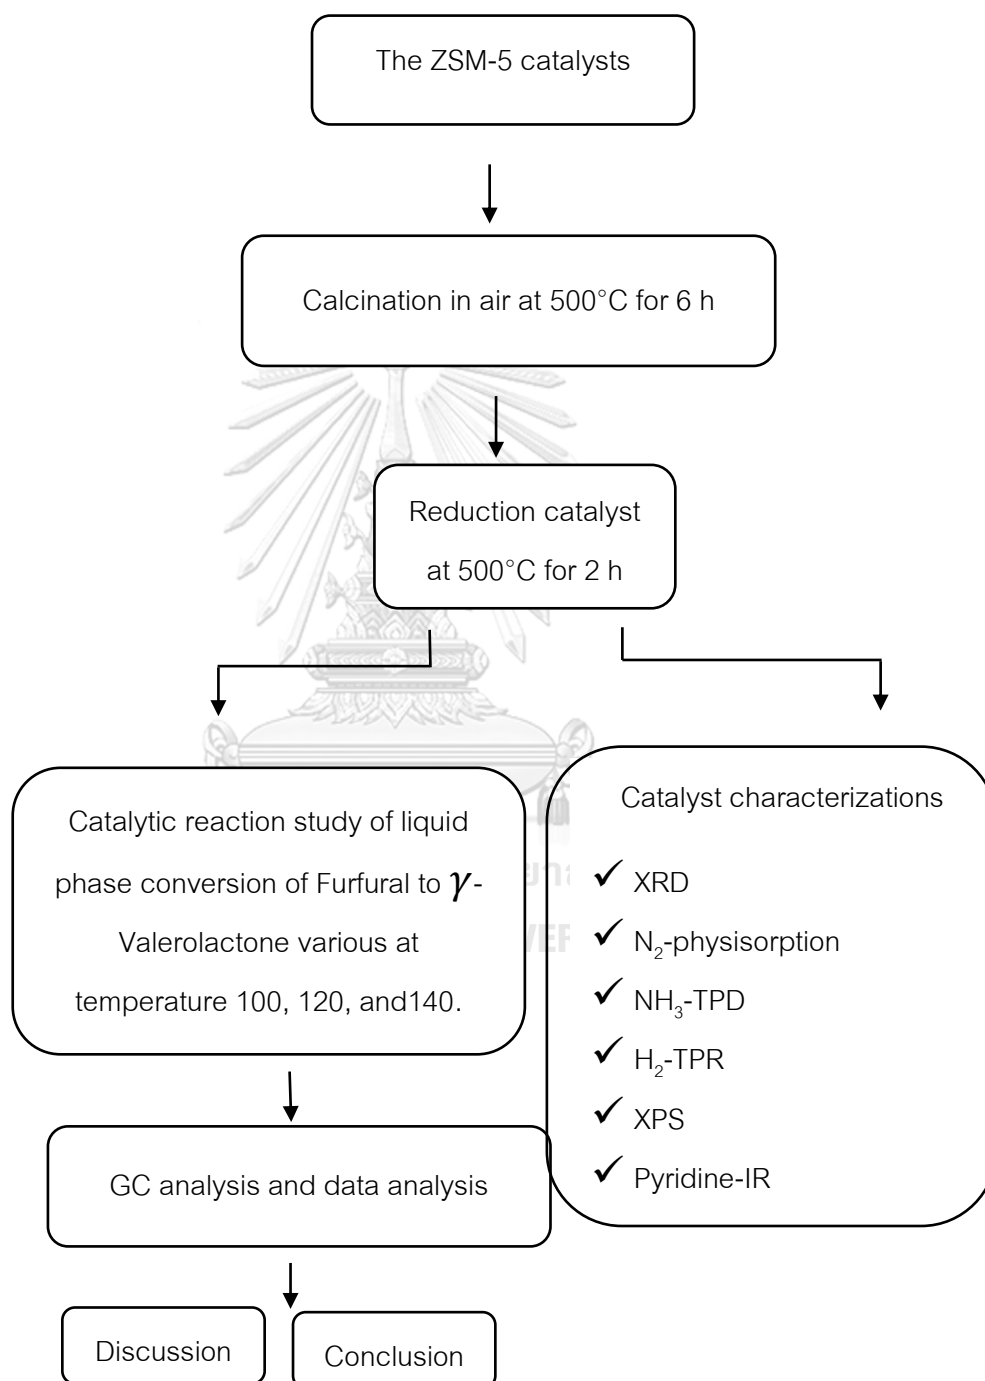 The ZSM-5 catalysts
Calcination in air at 500°C for 6 h
Reduction catalyst
at 500°C for 2 h
Catalytic reaction study of liquid
phase conversion of Furfural to γ-
Valerolactone various at
temperature 100, 120, and140.
Catalyst characterizations
✓ XRD
✓ N₂-physisorption
✓ NH₃-TPD
✓ H₂-TPR
✓ XPS
✓ Pyridine-IR
GC analysis and data analysis
Discussion
Conclusion